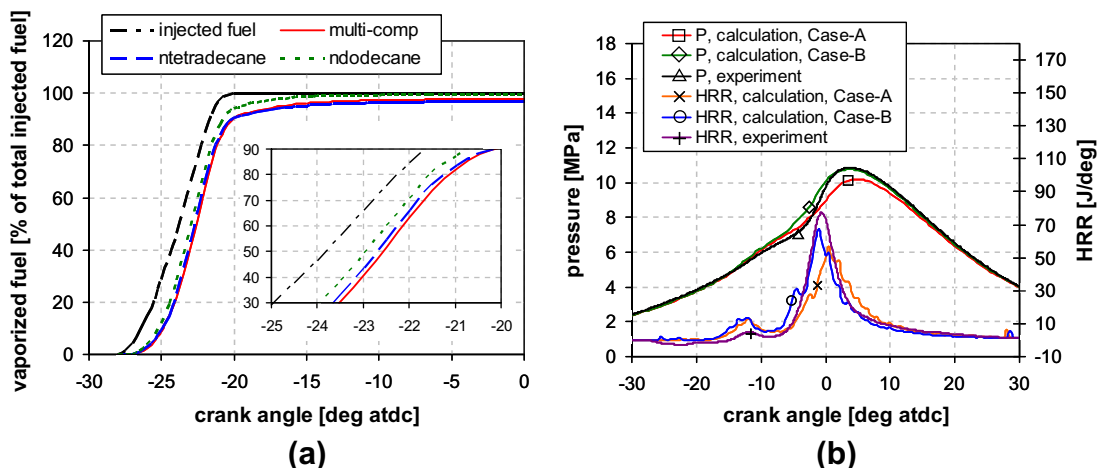 injected fuel multi-comp
ntetradecane ndodecane
vaporized fuel [% of total injected fuel]
120
100
80
60
40
20
0
-30 -25 -20 -15 -10 -5 0
crank angle [deg atdc]
90
80
70
60
50
40
30
-25 -24 -23 -22 -21 -20
(a)
P, calculation, Case-A
P, calculation, Case-B
P, experiment
HRR, calculation, Case-A
HRR, calculation, Case-B
HRR, experiment
pressure [MPa]
18
16
14
12
10
8
6
4
2
0
-30 -20 -10 0 10 20 30
crank angle [deg atdc]
170
150
130
110
90
70
50
30
10
-10
HRR [J/deg]
(b)